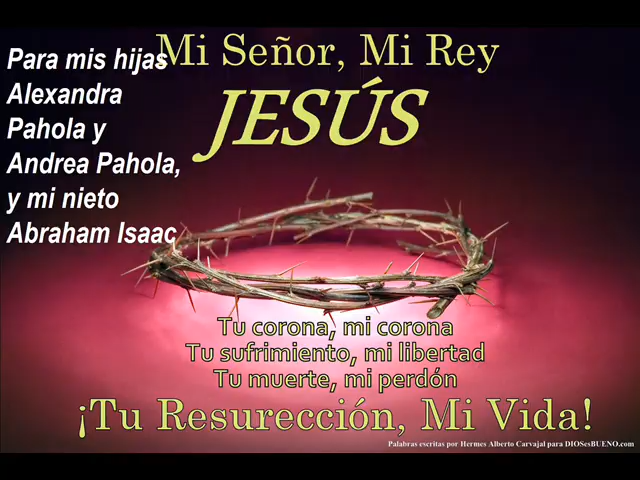 Mi Señor, Mi Rey
JESÚS
Para mis hijas
Alexandra
Pahola y
Andrea Pahola,
y mi nieto
Abraham Isaac
Tu corona, mi corona
Tu sufrimiento, mi libertad
Tu muerte, mi perdón
¡Tu Resurección, Mi Vida!
Palabras escritas por Hermes Alberto Carvajal para DIOSesBUENO.com